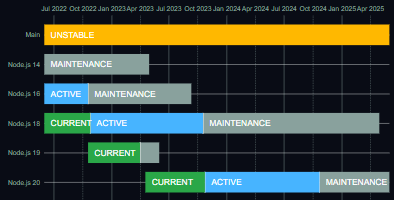 Jul 2022 Oct 2022 Jan 2023 Apr 2023 Jul 2023 Oct 2023 Jan 2024 Apr 2024 Jul 2024 Oct 2024 Jan 2025 Apr 2025
Main UNSTABLE
Node.js 14 MAINTENANCE
Node.js 16 ACTIVE MAINTENANCE
Node.js 18 CURRENT ACTIVE MAINTENANCE
Node.js 19 CURRENT
Node.js 20 CURRENT ACTIVE MAINTENANCE